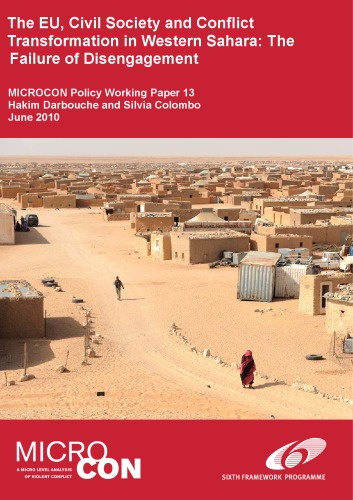 The EU, Civil Society and Conflict
Transformation in Western Sahara: The
Failure of Disengagement
MICROCON Policy Working Paper 13
Hakim Darbouche and Silvia Colombo
June 2010
MICRO
CON
A MICRO LEVEL ANALYSIS
OF VIOLENT CONFLICT
SIXTH FRAMEWORK PROGRAMME